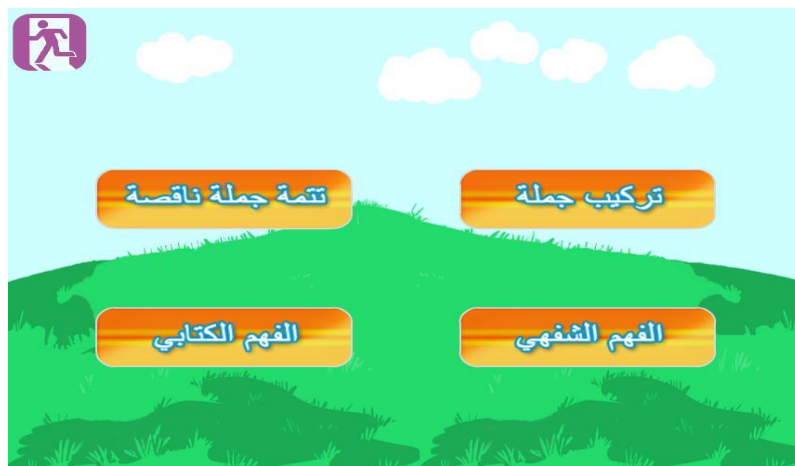 تركيب جملة
تتمة جملة ناقصة
الفهم الشفهي
الفهم الكتابي